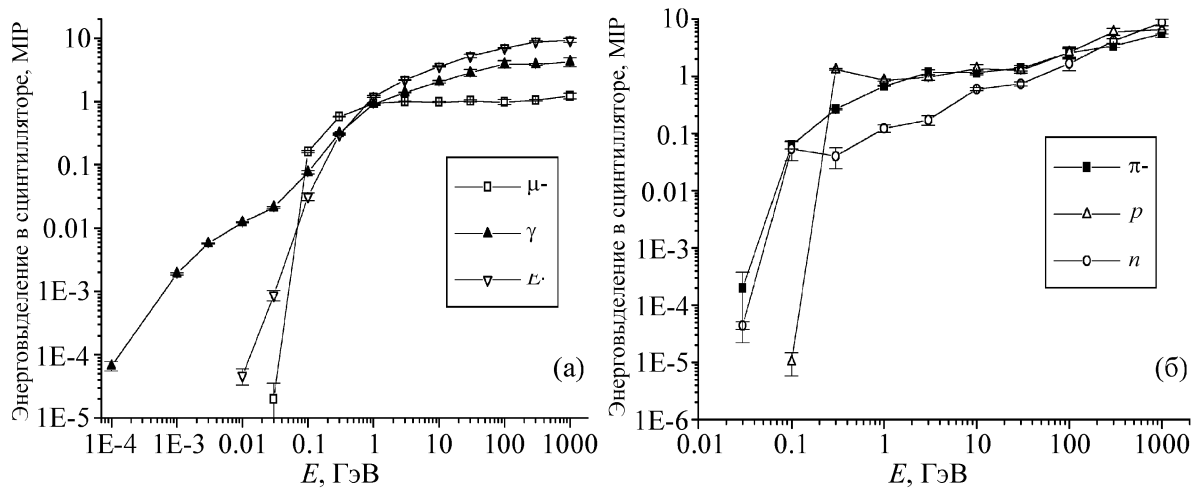 Энерговыделение в сцинтилляторе, MIP
10
1
0.1
0.01
1E-3
1E-4
1E-5
μ-
γ
E-
(а)
1E-4 1E-3 0.01 0.1 1 10 100 1000
E, ГэВ
Энерговыделение в сцинтилляторе, MIP
10
1
0.1
0.01
1E-3
1E-4
1E-5
1E-6
π-
p
n
(б)
0.01 0.1 1 10 100 1000
E, ГэВ